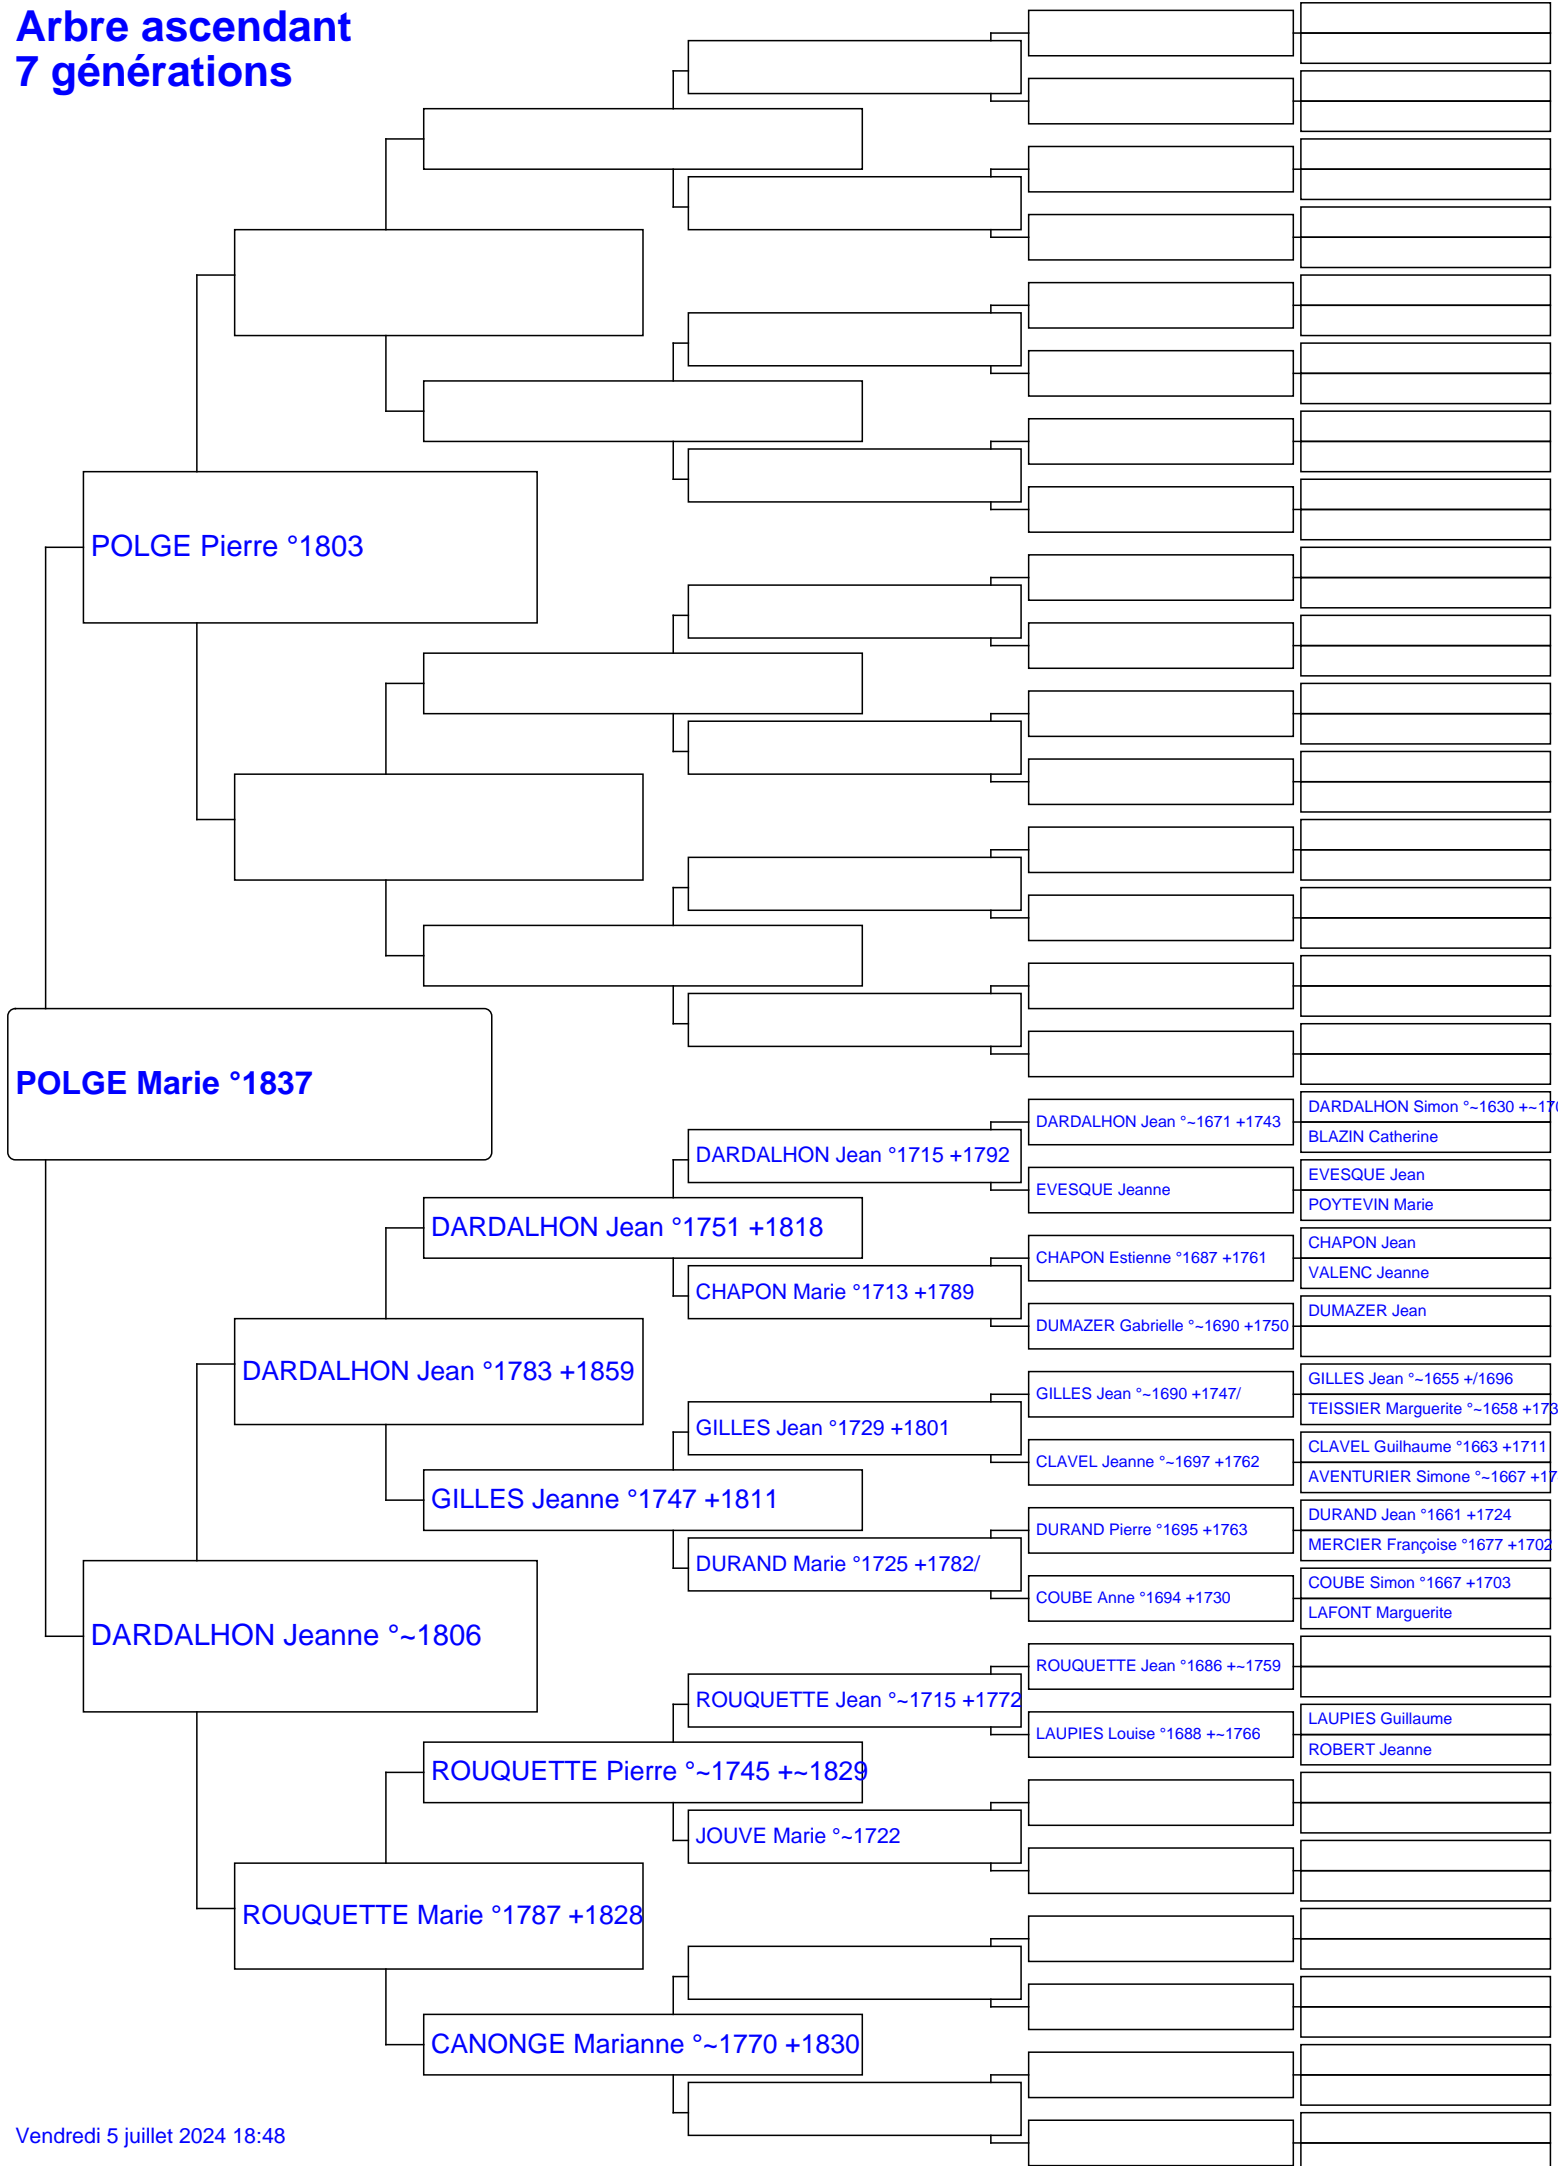 Arbre ascendant
7 générations
POLGE Pierre °1803
POLGE Marie °1837
DARDALHON Simon °~1630 +~170
DARDALHON Jean °~1671 +1743
BLAZIN Catherine
DARDALHON Jean °1715 +1792
EVESQUE Jean
EVESQUE Jeanne
POYTEVIN Marie
DARDALHON Jean °1751 +1818
CHAPON Jean
CHAPON Estienne °1687 +1761
VALENC Jeanne
CHAPON Marie °1713 +1789
DUMAZER Jean
DUMAZER Gabrielle °~1690 +1750
DARDALHON Jean °1783 +1859
GILLES Jean °~1655 +/1696
GILLES Jean °~1690 +1747/
TEISSIER Marguerite °~1658 +173
GILLES Jean °1729 +1801
CLAVEL Guilhaume °1663 +1711
CLAVEL Jeanne °~1697 +1762
AVENTURIER Simone °~1667 +17
GILLES Jeanne °1747 +1811
DURAND Jean °1661 +1724
DURAND Pierre °1695 +1763
MERCIER Françoise °1677 +1702
DURAND Marie °1725 +1782/
COUBE Simon °1667 +1703
COUBE Anne °1694 +1730
LAFONT Marguerite
DARDALHON Jeanne °~1806
ROUQUETTE Jean °1686 +~1759
ROUQUETTE Jean °~1715 +1772
LAUPIES Guillaume
LAUPIES Louise °1688 +~1766
ROBERT Jeanne
ROUQUETTE Pierre °~1745 +~1829
JOUVE Marie °~1722
ROUQUETTE Marie °1787 +1828
CANONGE Marianne °~1770 +1830
Vendredi 5 juillet 2024 18:48